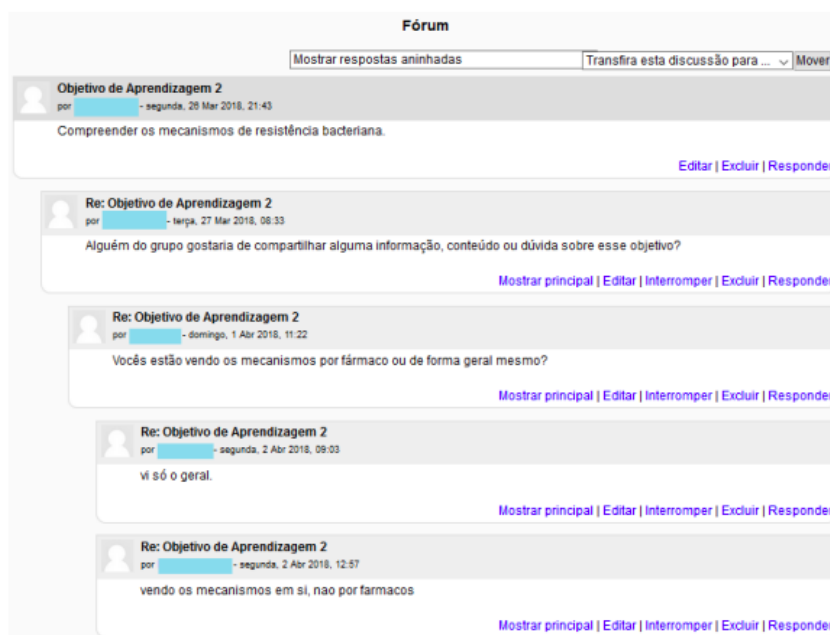 Fórum
Mostrar respostas aninhadas
Transfira esta discussão para ... Mover
Objetivo de Aprendizagem 2
por - segunda, 26 Mar 2018, 21:43
Compreender os mecanismos de resistência bacteriana.
Editar | Excluir | Responder
Re: Objetivo de Aprendizagem 2
por - terça, 27 Mar 2018, 08:33
Alguém do grupo gostaria de compartilhar alguma informação, conteúdo ou dúvida sobre esse objetivo?
Mostrar principal | Editar | Interromper | Excluir | Responder
Re: Objetivo de Aprendizagem 2
por - domingo, 1 Abr 2018, 11:22
Vocês estão vendo os mecanismos por fármaco ou de forma geral mesmo?
Mostrar principal | Editar | Interromper | Excluir | Responder
Re: Objetivo de Aprendizagem 2
por - segunda, 2 Abr 2018, 09:03
vi só o geral.
Mostrar principal | Editar | Interromper | Excluir | Responder
Re: Objetivo de Aprendizagem 2
por - segunda, 2 Abr 2018, 12:57
vendo os mecanismos em si, nao por farmacos
Mostrar principal | Editar | Interromper | Excluir | Responder